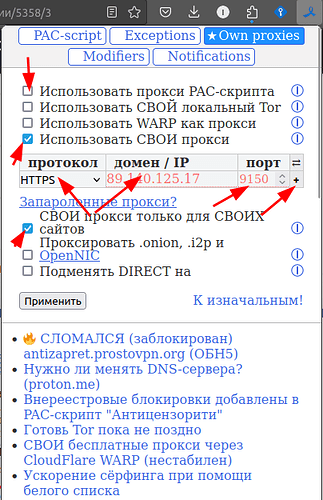 ии/5358/3
PAC-script
Exceptions
★Own proxies
Modifiers
Notifications
Использовать прокси PAC-скрипта
Использовать СВОЙ локальный Tor
Использовать WARP как прокси
Использовать СВОИ прокси
протокол домен / IP порт ⇄
HTTPS 89.140.125.17 9150 +
Запароленные прокси?
СВОИ прокси только для СВОИХ
сайтов
Проксировать .onion, .i2p и
OpenNIC
Подменять DIRECT на
Применить К изначальным!
• 🔥 СЛОМАЛСЯ (заблокирован)
antizapret.prostovpn.org (ОБН5)
• Нужно ли менять DNS-сервера?
(proton.me)
• Внереестровые блокировки добавлены в
PAC-скрипт "Антицензорити"
• Готовь Tor пока не поздно
• СВОИ бесплатные прокси через
CloudFlare WARP (нестабилен)
• Ускорение сёрфинга при помощи
белого списка